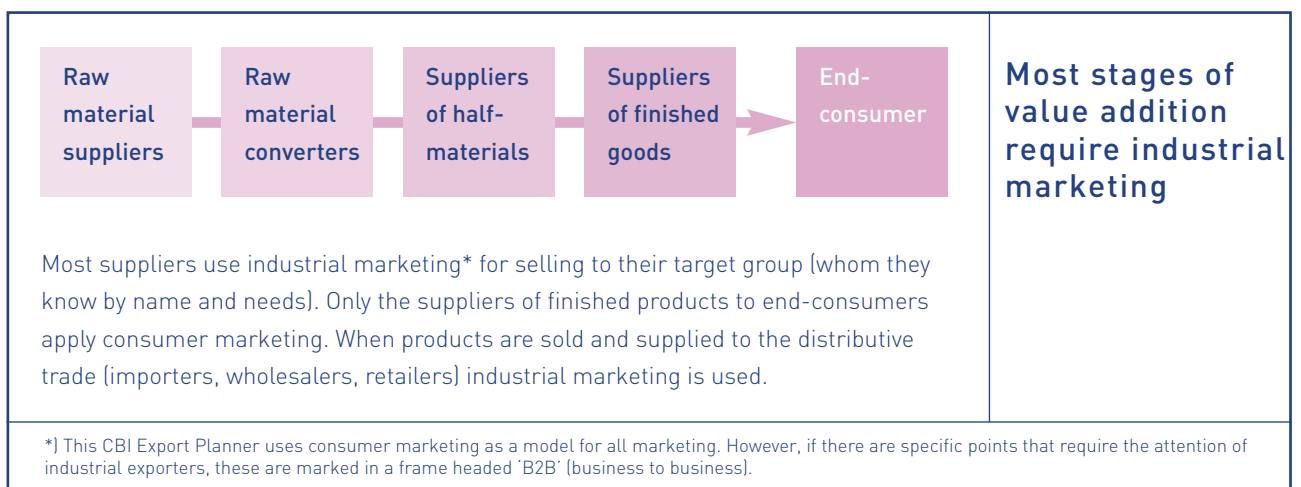 Raw
material
suppliers
Raw
material
converters
Suppliers
of half-
materials
Suppliers
of finished
goods
End-
consumer
Most stages of
value addition
require industrial
marketing
Most suppliers use industrial marketing* for selling to their target group (whom they
know by name and needs). Only the suppliers of finished products to end-consumers
apply consumer marketing. When products are sold and supplied to the distributive
trade (importers, wholesalers, retailers) industrial marketing is used.
*) This CBI Export Planner uses consumer marketing as a model for all marketing. However, if there are specific points that require the attention of
industrial exporters, these are marked in a frame headed ‘B2B’ (business to business).